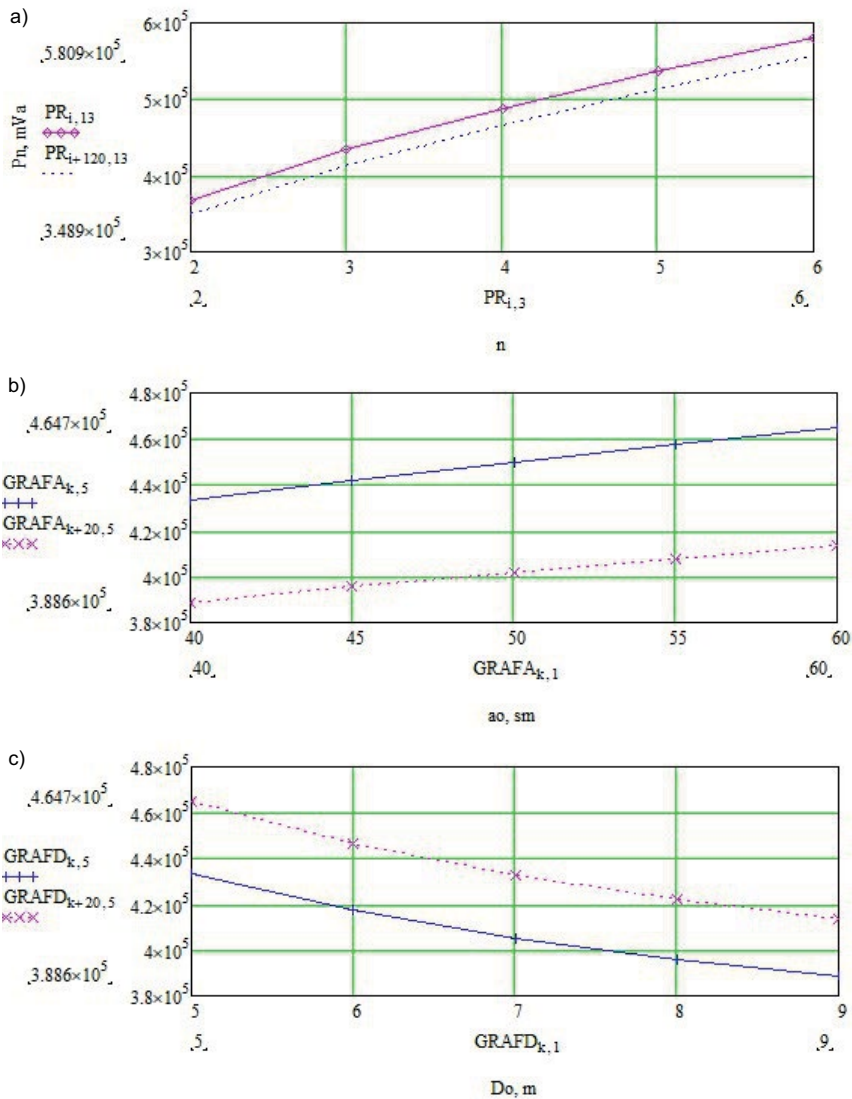 a)
6×10⁵
5.809×10⁵
5×10⁵
Pn, mVa
PRi,13
PRi+120,13
4×10⁵
3.489×10⁵
3×10⁵
2 3 4 5 6
2 PRi,3 6
n
b)
4.8×10⁵
4.647×10⁵
4.6×10⁵
GRAFAk,5
4.4×10⁵
GRAFAk+20,5
4.2×10⁵
4×10⁵
3.886×10⁵
3.8×10⁵
40 45 50 55 60
40 GRAFAk,1 60
ao, sm
c)
4.8×10⁵
4.647×10⁵
4.6×10⁵
GRAFDk,5
4.4×10⁵
GRAFDk+20,5
4.2×10⁵
4×10⁵
3.886×10⁵
3.8×10⁵
5 6 7 8 9
5 GRAFDk,1 9
Do, m